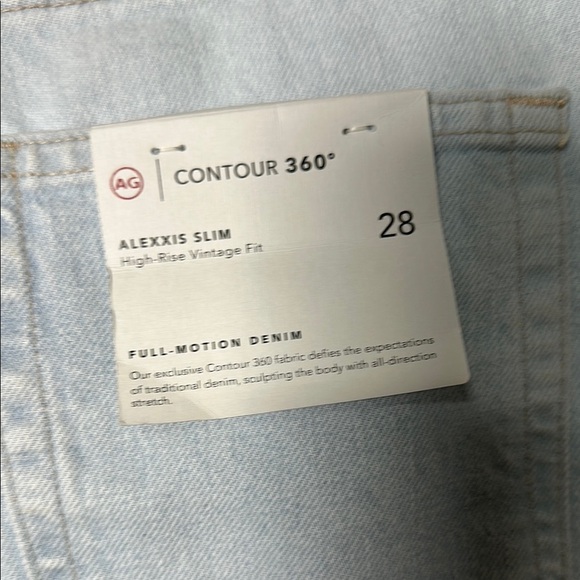 AG
CONTOUR 360°
ALEXXIS SLIM
High-Rise Vintage Fit
28
FULL-MOTION DENIM
Our exclusive Contour 360 fabric defies the expectations
of traditional denim, sculpting the body with all-direction
stretch.